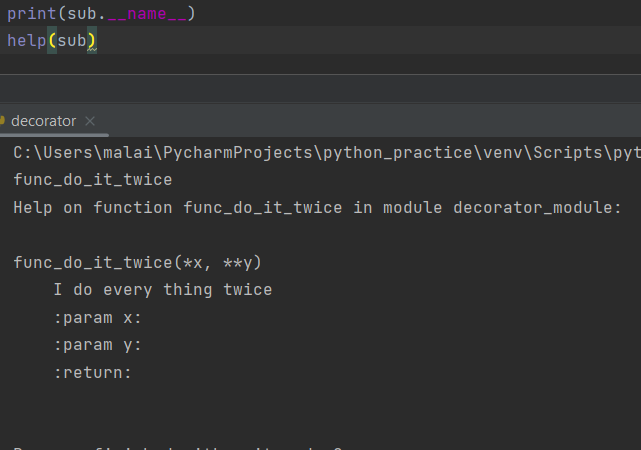 print(sub.__name__)
help(sub)
decorator
C:\Users\malai\PycharmProjects\python_practice\venv\Scripts\pyt
func_do_it_twice
Help on function func_do_it_twice in module decorator_module:
func_do_it_twice(*x, **y)
I do every thing twice
:param x:
:param y:
:return: